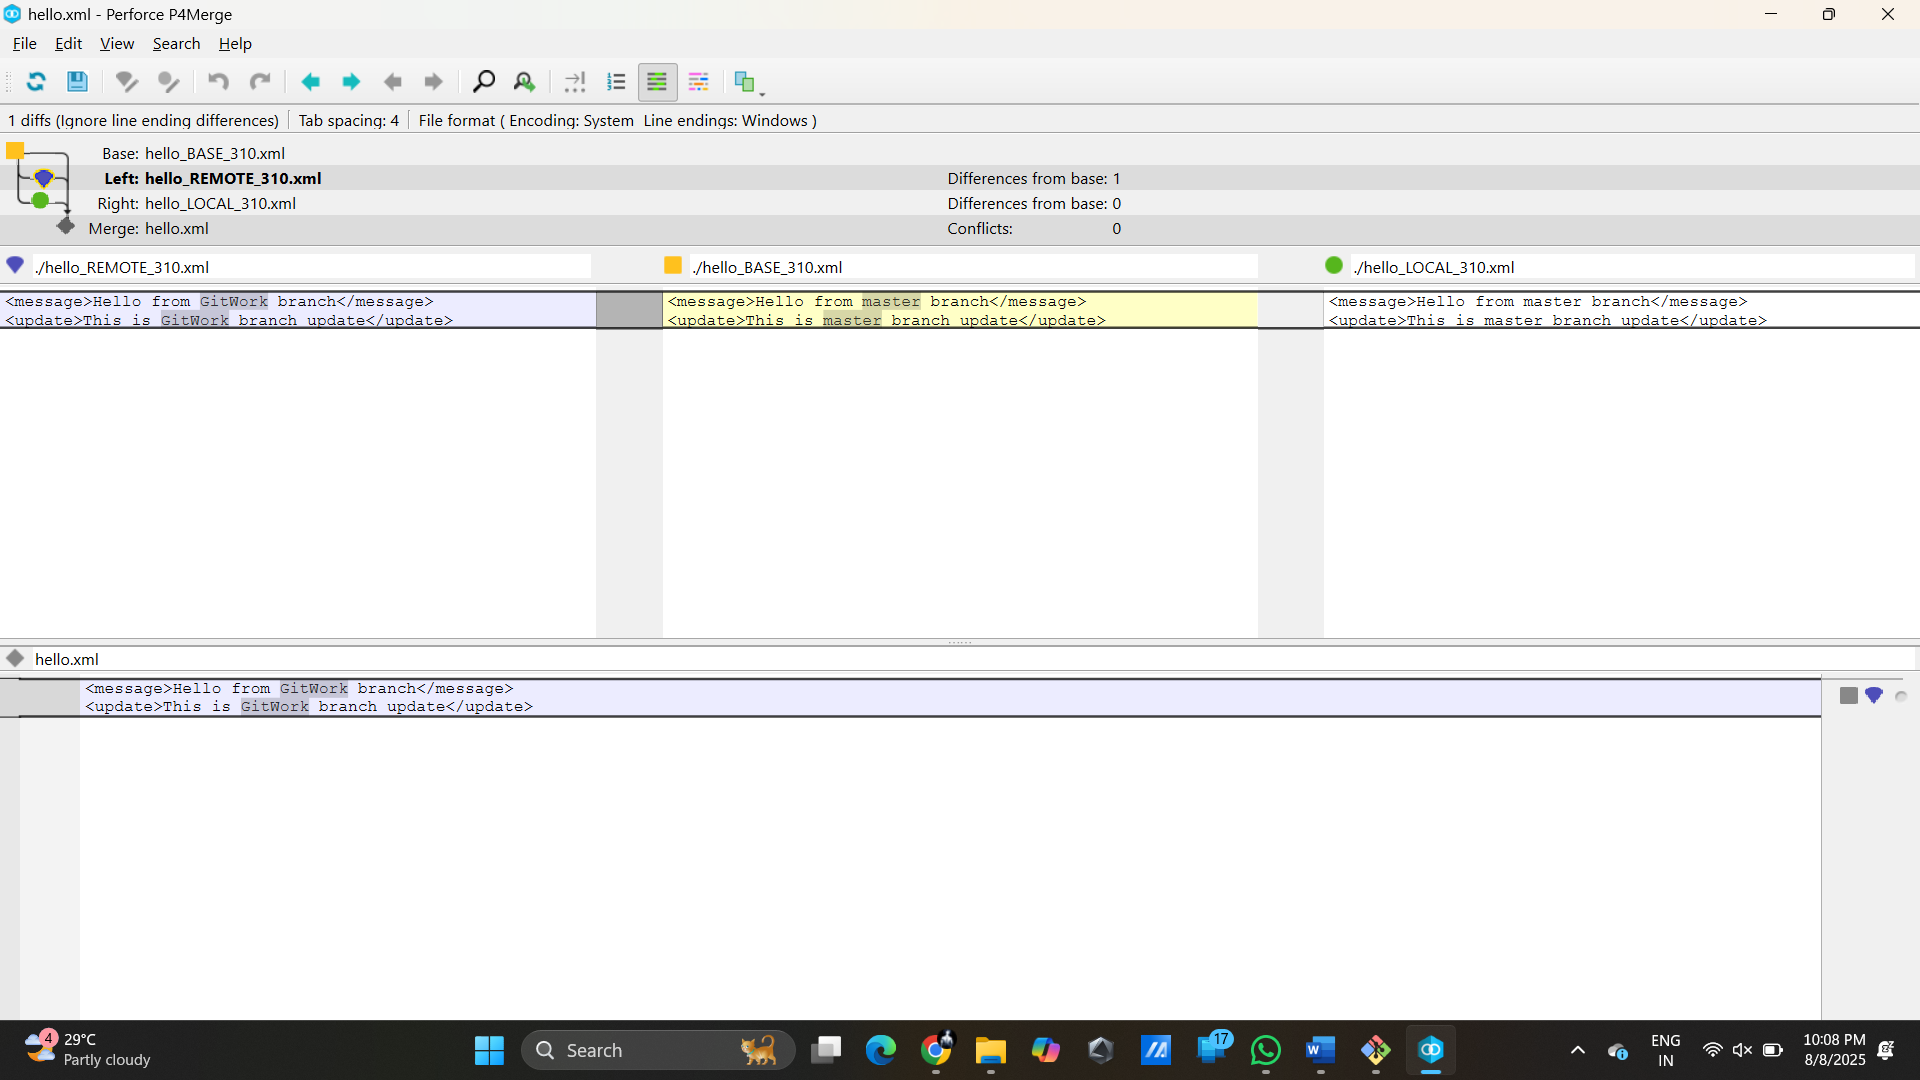 hello.xml - Perforce P4Merge
File Edit View Search Help
1 diffs (Ignore line ending differences) Tab spacing: 4 File format ( Encoding: System Line endings: Windows )
Base: hello_BASE_310.xml
Left: hello_REMOTE_310.xml Differences from base: 1
Right: hello_LOCAL_310.xml Differences from base: 0
Merge: hello.xml Conflicts: 0
./hello_REMOTE_310.xml
<message>Hello from GitWork branch</message>
<update>This is GitWork branch update</update>
./hello_BASE_310.xml
<message>Hello from master branch</message>
<update>This is master branch update</update>
./hello_LOCAL_310.xml
<message>Hello from master branch</message>
<update>This is master branch update</update>
hello.xml
<message>Hello from GitWork branch</message>
<update>This is GitWork branch update</update>
4
29°C
Partly cloudy
Search
17
ENG
IN
10:08 PM
8/8/2025